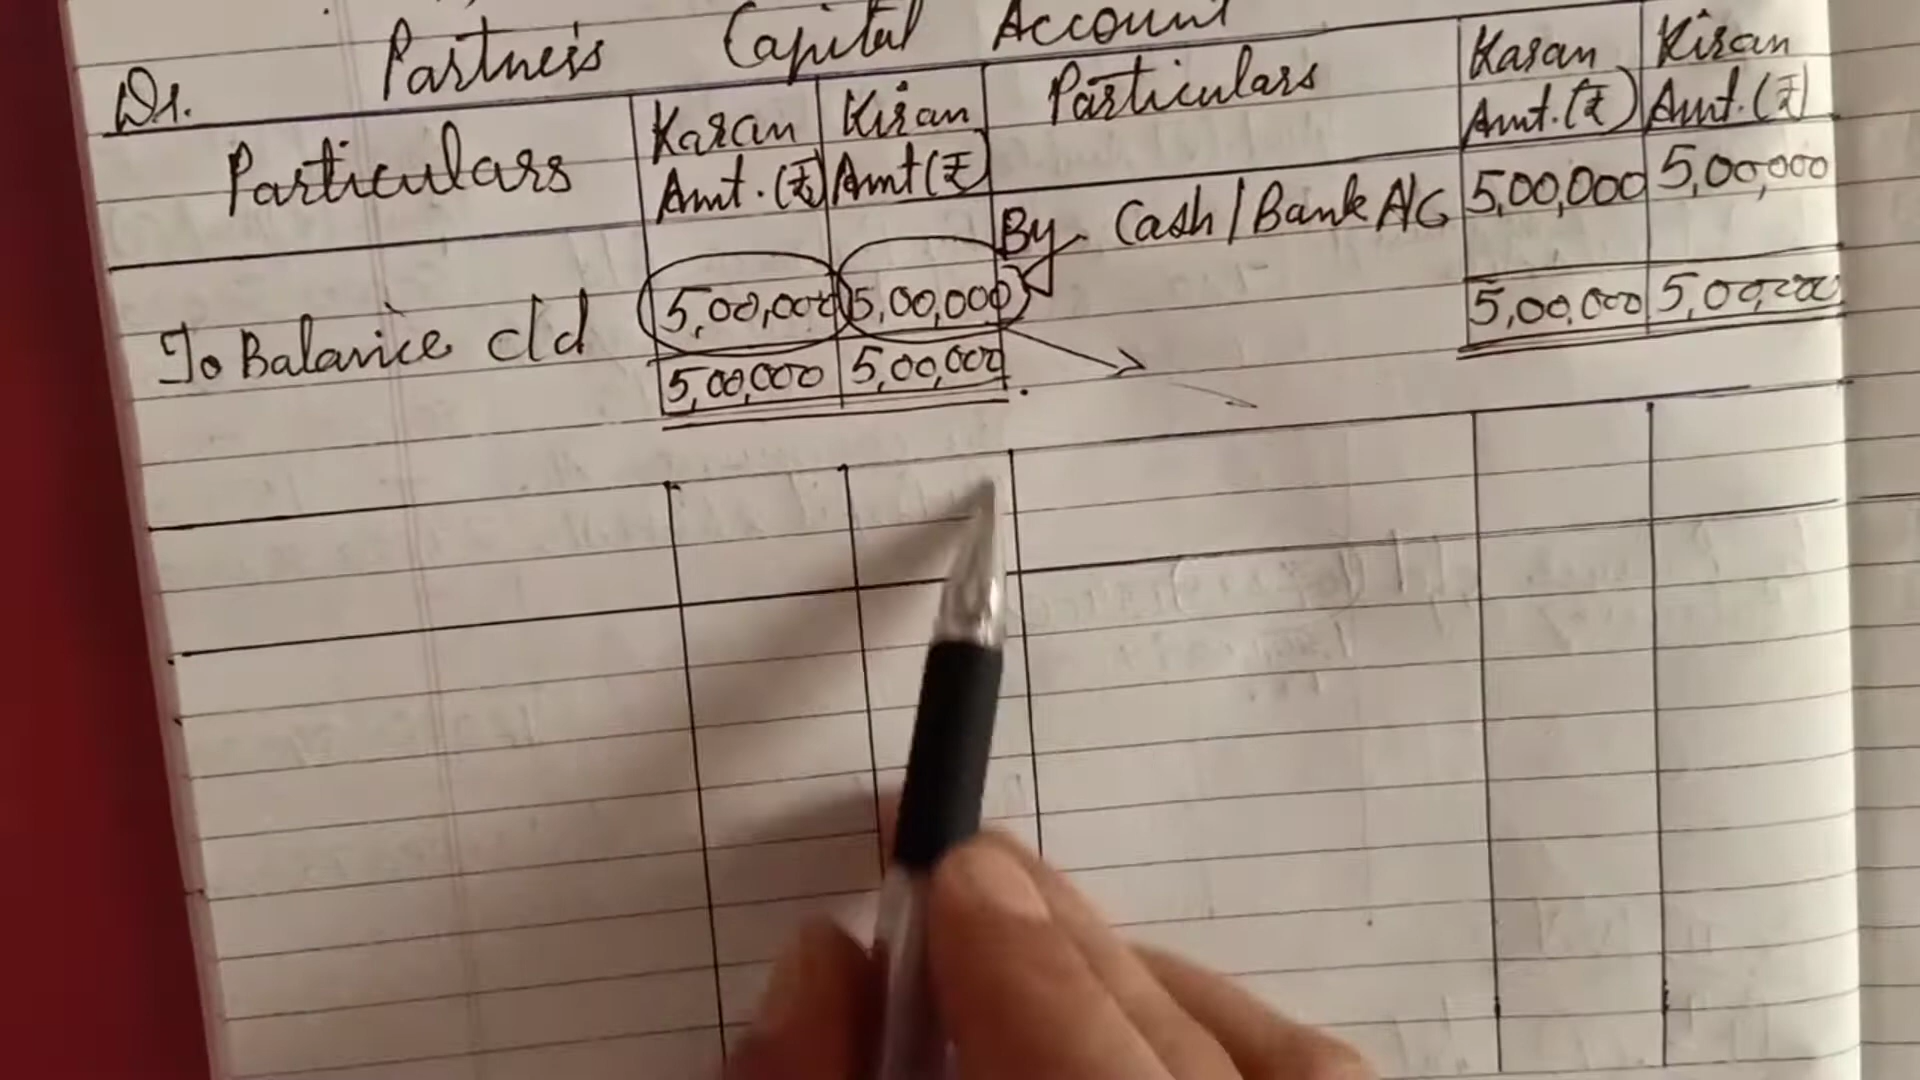 Partner's Capital Account
Dr.
Particulars Karan Amt. (₹) Kiran Amt (₹) Particulars Karan Amt. (₹) Kiran Amt. (₹)
By Cash/Bank A/C 5,00,000 5,00,000
To Balance c/d 5,00,000 5,00,000
5,00,000 5,00,000 5,00,000 5,00,000